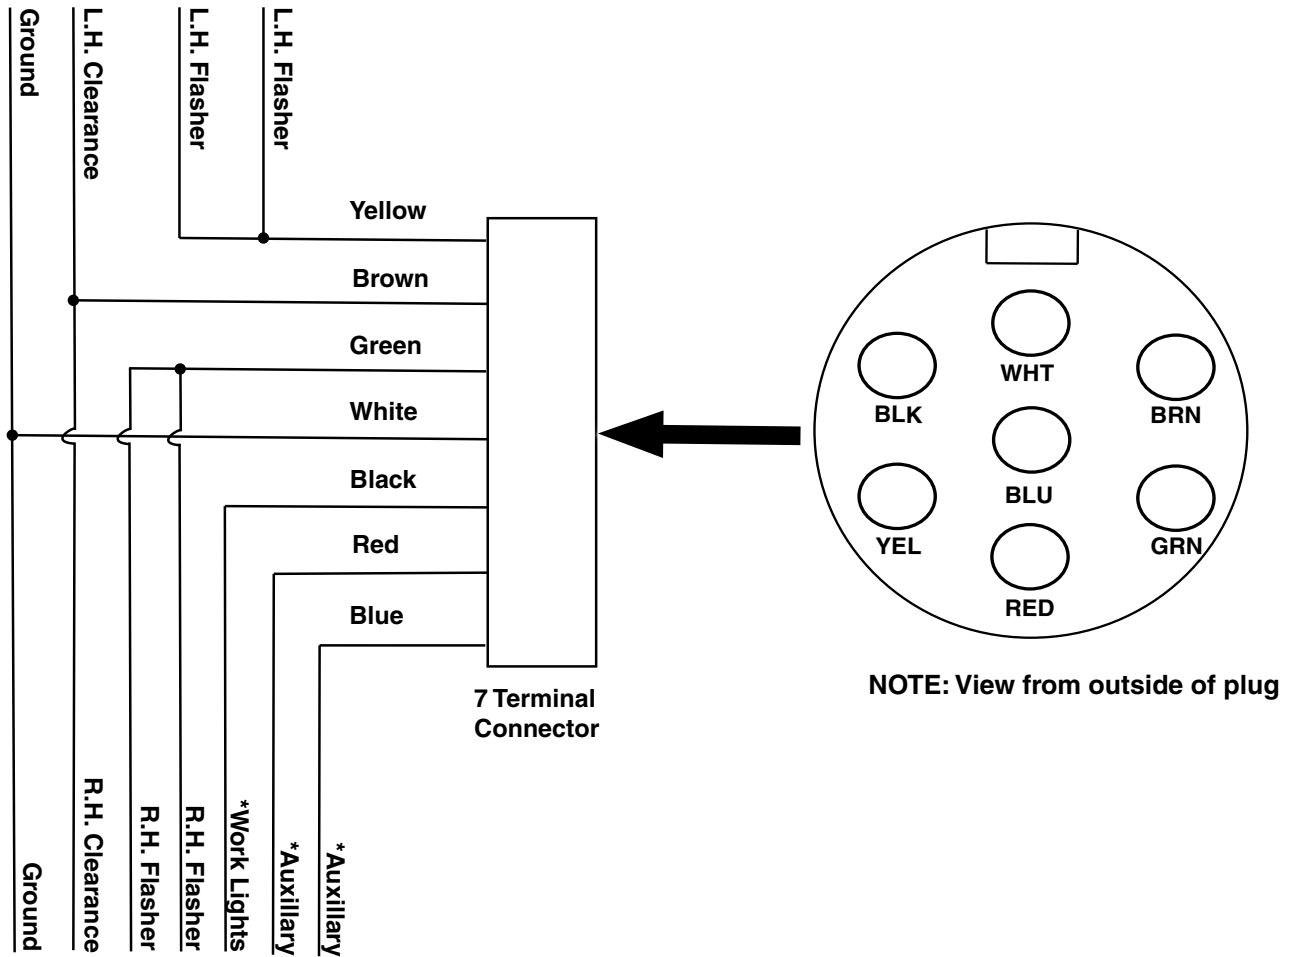 Ground
L.H. Clearance
L.H. Flasher
L.H. Flasher
Yellow
Brown
Green
White
Black
Red
Blue
7 Terminal
Connector
Ground
R.H. Clearance
R.H. Flasher
R.H. Flasher
*Work Lights
*Auxillary
*Auxillary
WHT
BLK
BRN
BLU
YEL
GRN
RED
NOTE: View from outside of plug